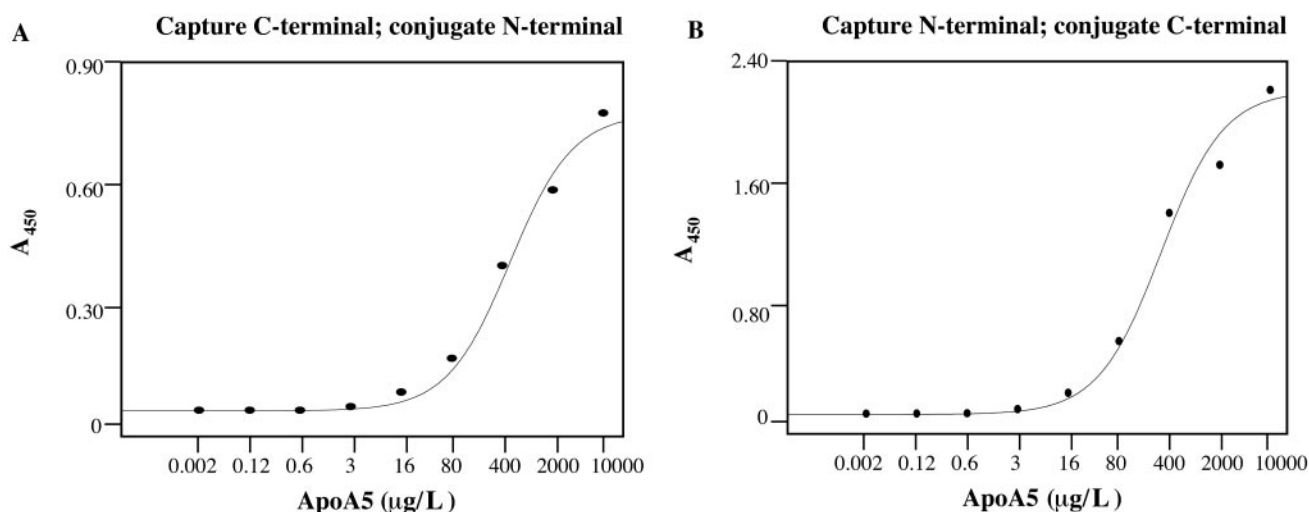 A
Capture C-terminal; conjugate N-terminal
0.90
0.60
0.30
0
A450
0.002 0.12 0.6 3 16 80 400 2000 10000
ApoA5 (μg/L)
B
Capture N-terminal; conjugate C-terminal
2.40
1.60
0.80
0
A450
0.002 0.12 0.6 3 16 80 400 2000 10000
ApoA5 (μg/L)